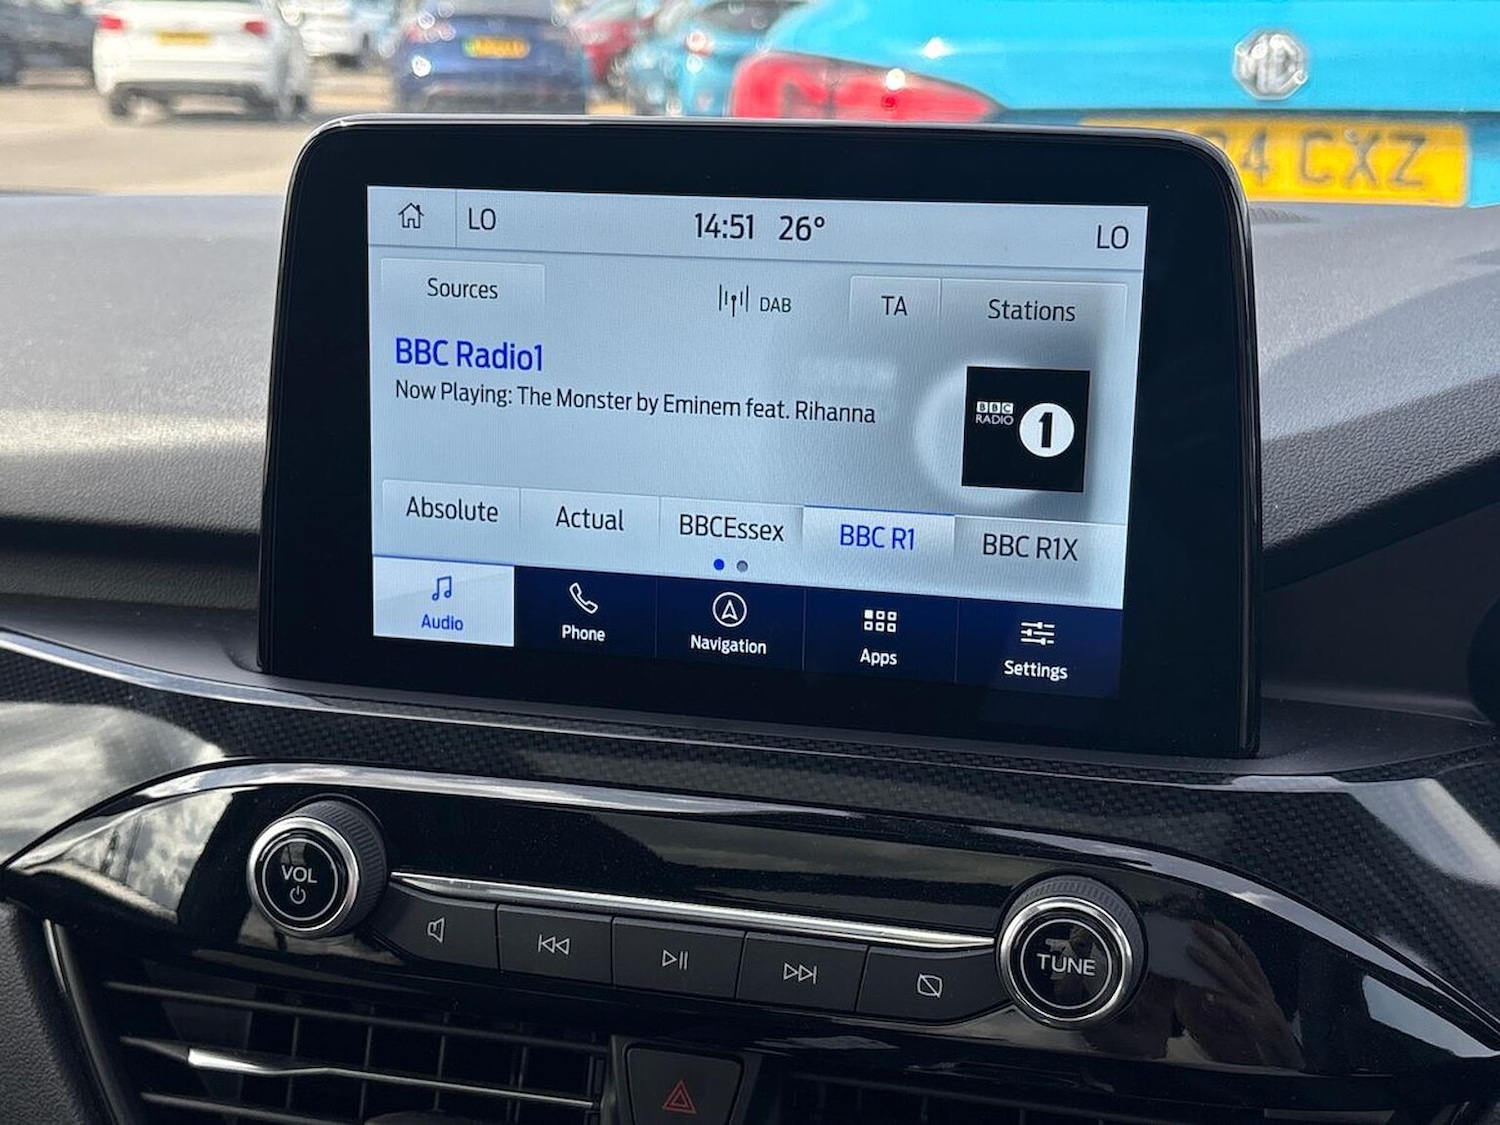 4 CXZ
LO 14:51 26° LO
Sources DAB TA Stations
BBC Radio1
Now Playing: The Monster by Eminem feat. Rihanna
BBC
RADIO 1
Absolute Actual BBCEssex BBC R1 BBC R1X
Audio Phone Navigation Apps Settings
VOL
TUNE